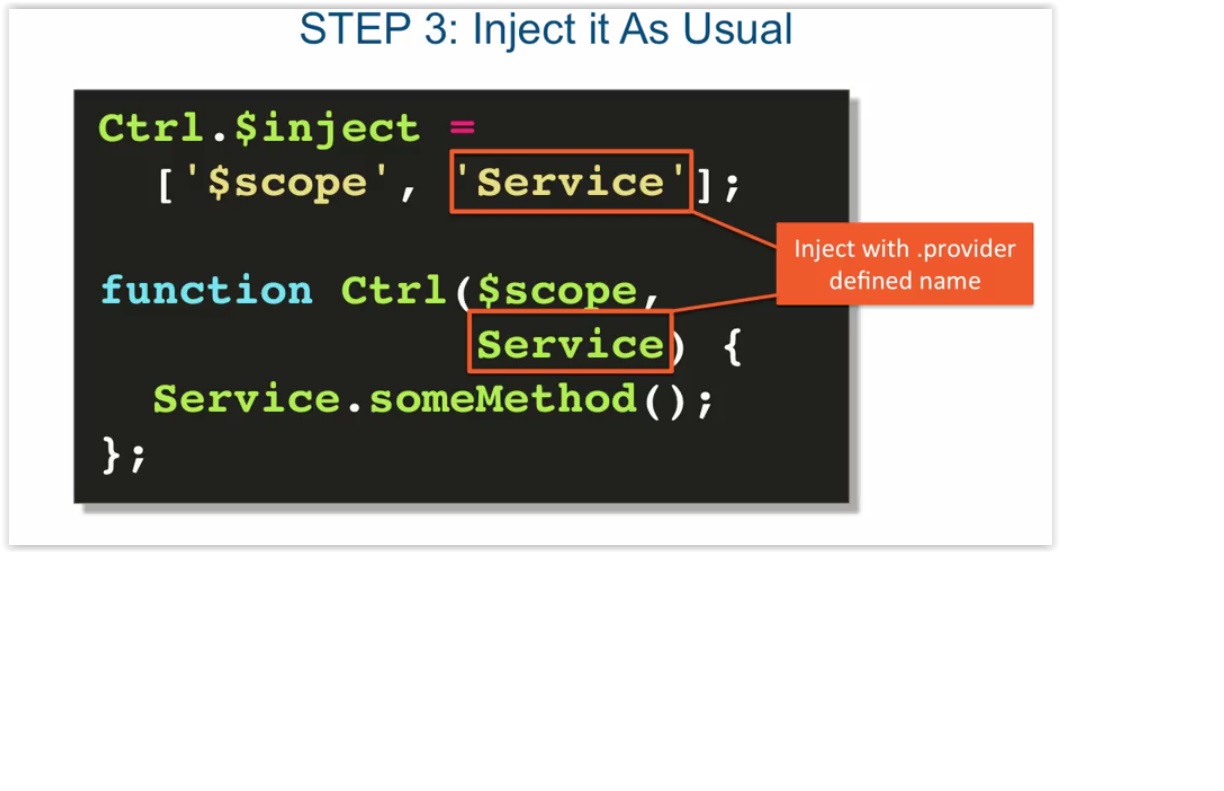 STEP 3: Inject it As Usual
Ctrl.$inject =
['$scope', 'Service'];
Inject with .provider
defined name
function Ctrl($scope,
Service) {
Service.someMethod();
};